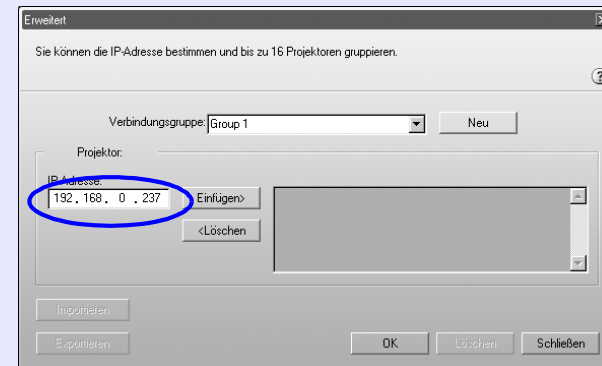 Erweitert
Sie können die IP-Adresse bestimmen und bis zu 16 Projektoren gruppieren.
Verbindungsgruppe: Group 1 Neu
Projektor:
IP-Adresse:
192 . 168 . 0 . 237 Einfügen>
<Löschen
Importieren
Exportieren OK Löschen Schließen